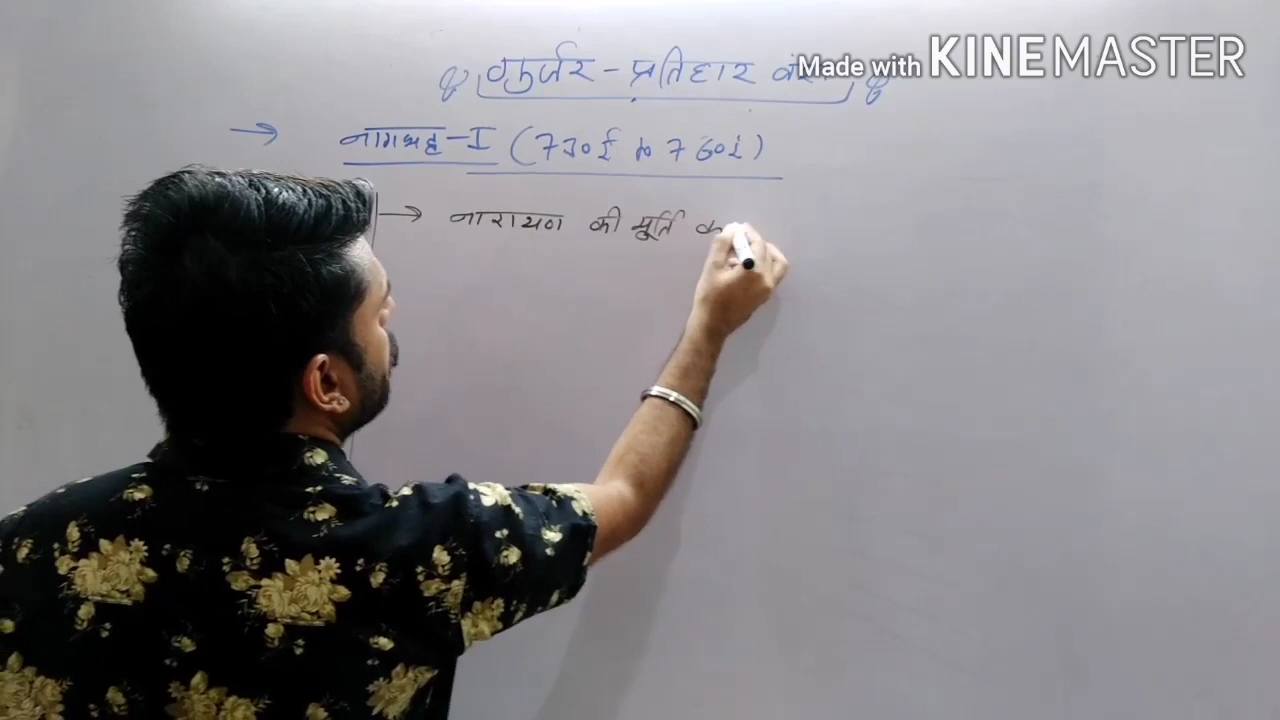 Made with KINEMASTER
गुर्जर - प्रतिहार
→ नागभट्ट - I (730ई to 760ई)
→ नारायण की मूर्ति क